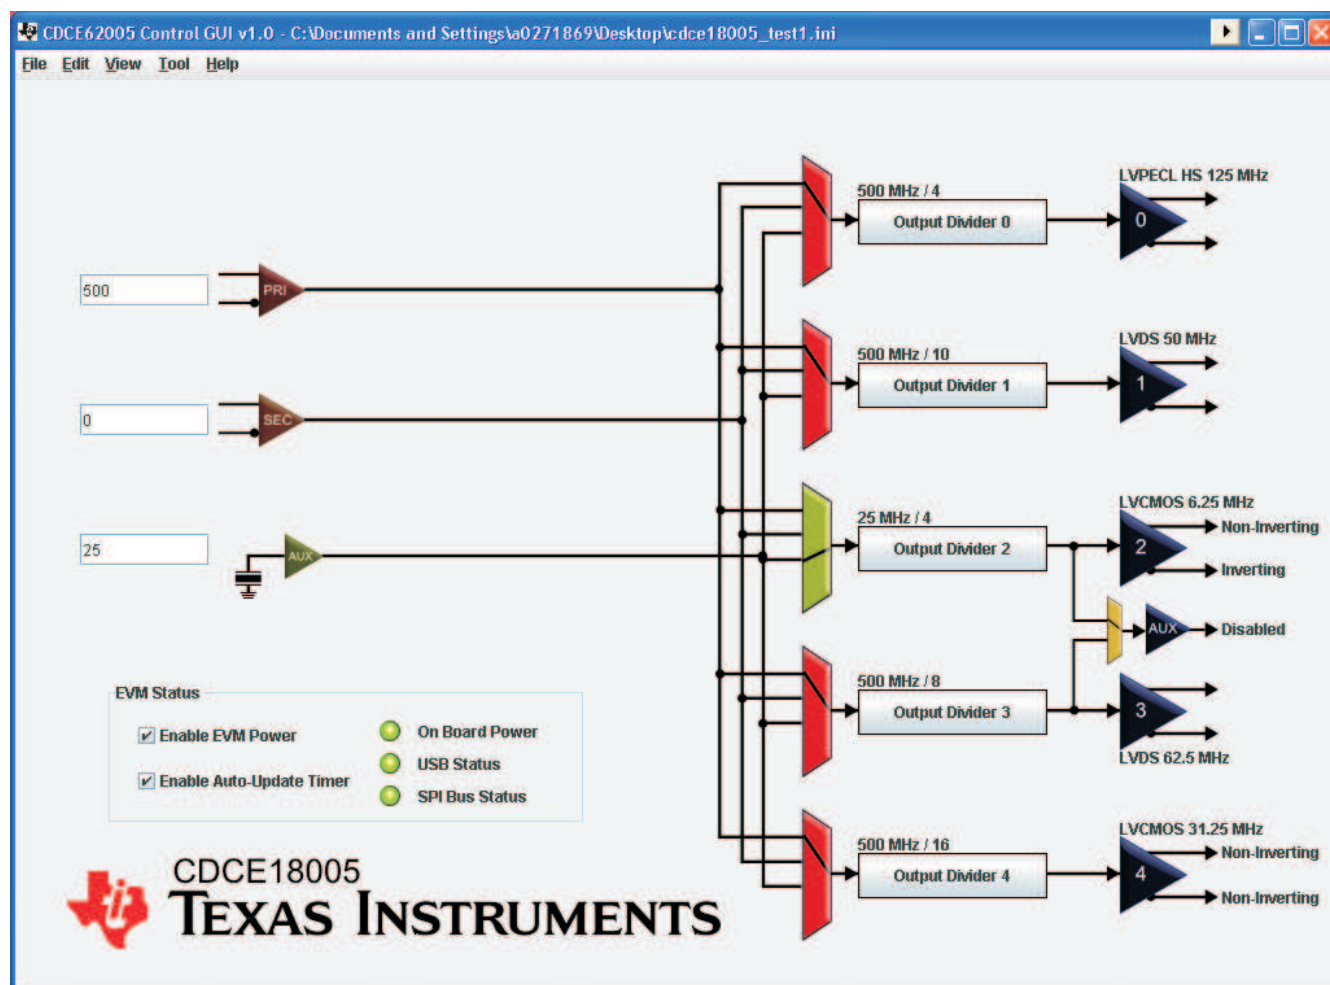 CDCE62005 Control GUI v1.0 - C:\Documents and Settings\a0271869\Desktop\cdce18005_test1.ini
File Edit View Tool Help
LVPECL HS 125 MHz
500 MHz / 4
Output Divider 0
0
500
PRI
LVDS 50 MHz
500 MHz / 10
Output Divider 1
1
0
SEC
LVCMOS 6.25 MHz
25 MHz / 4
Non-Inverting
Output Divider 2
2
25
AUX
Inverting
AUX
Disabled
500 MHz / 8
Output Divider 3
3
LVDS 62.5 MHz
EVM Status
Enable EVM Power
On Board Power
USB Status
Enable Auto-Update Timer
SPI Bus Status
LVCMOS 31.25 MHz
500 MHz / 16
Non-Inverting
Output Divider 4
4
Non-Inverting
CDCE18005
TEXAS INSTRUMENTS